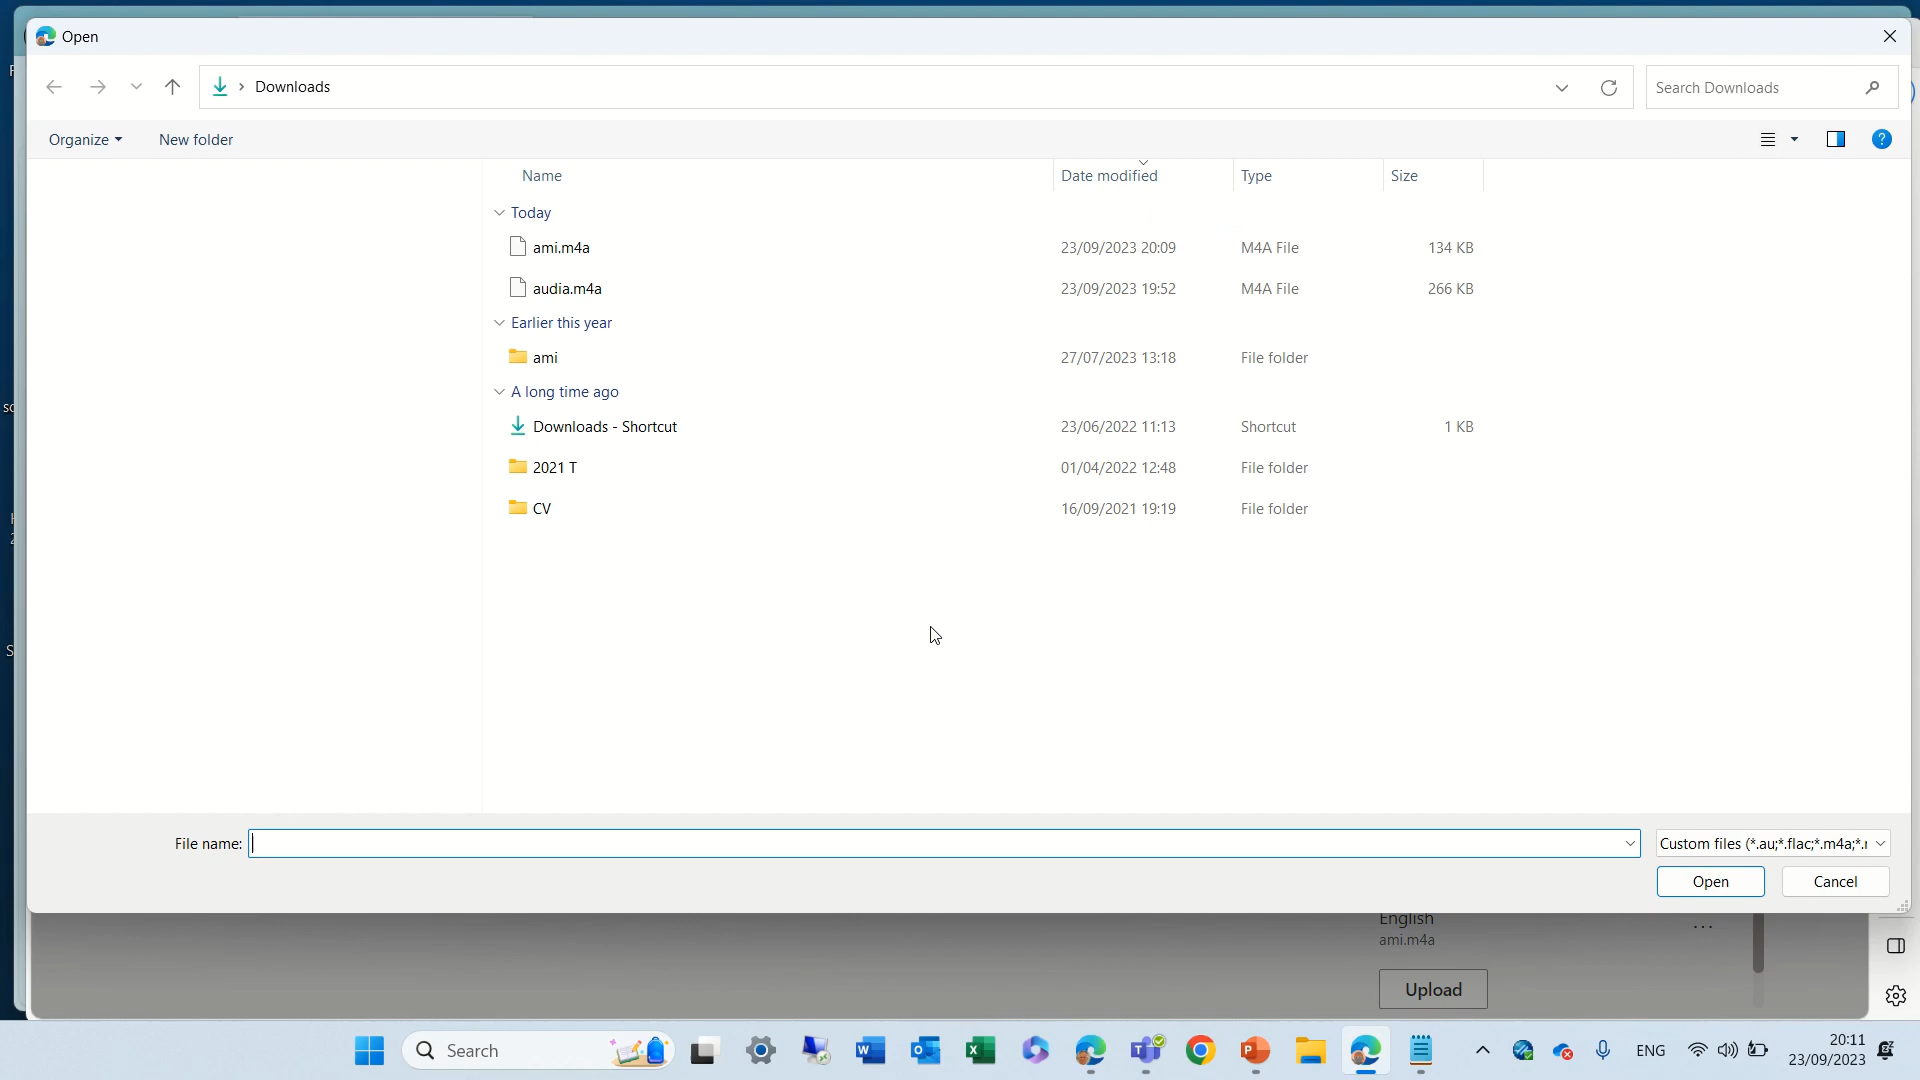 Open
Downloads
Search Downloads
Organize
New folder
Name Date modified Type Size
Today
ami.m4a 23/09/2023 20:09 M4A File 134 KB
audia.m4a 23/09/2023 19:52 M4A File 266 KB
Earlier this year
ami 27/07/2023 13:18 File folder
A long time ago
Downloads - Shortcut 23/06/2022 11:13 Shortcut 1 KB
2021 T 01/04/2022 12:48 File folder
CV 16/09/2021 19:19 File folder
File name:
Custom files (*.au;*.flac;*.m4a;*.
Open Cancel
English
ami.m4a
Upload
Search
ENG
20:11
23/09/2023